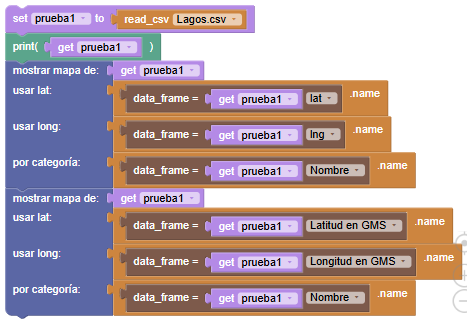 set prueba1 to read_csv Lagos.csv
print( get prueba1 )
mostrar mapa de: get prueba1
usar lat: data_frame = get prueba1 lat .name
usar long: data_frame = get prueba1 lng .name
por categoría: data_frame = get prueba1 Nombre .name
mostrar mapa de: get prueba1
usar lat: data_frame = get prueba1 Latitud en GMS .name
usar long: data_frame = get prueba1 Longitud en GMS .name
por categoría: data_frame = get prueba1 Nombre .name